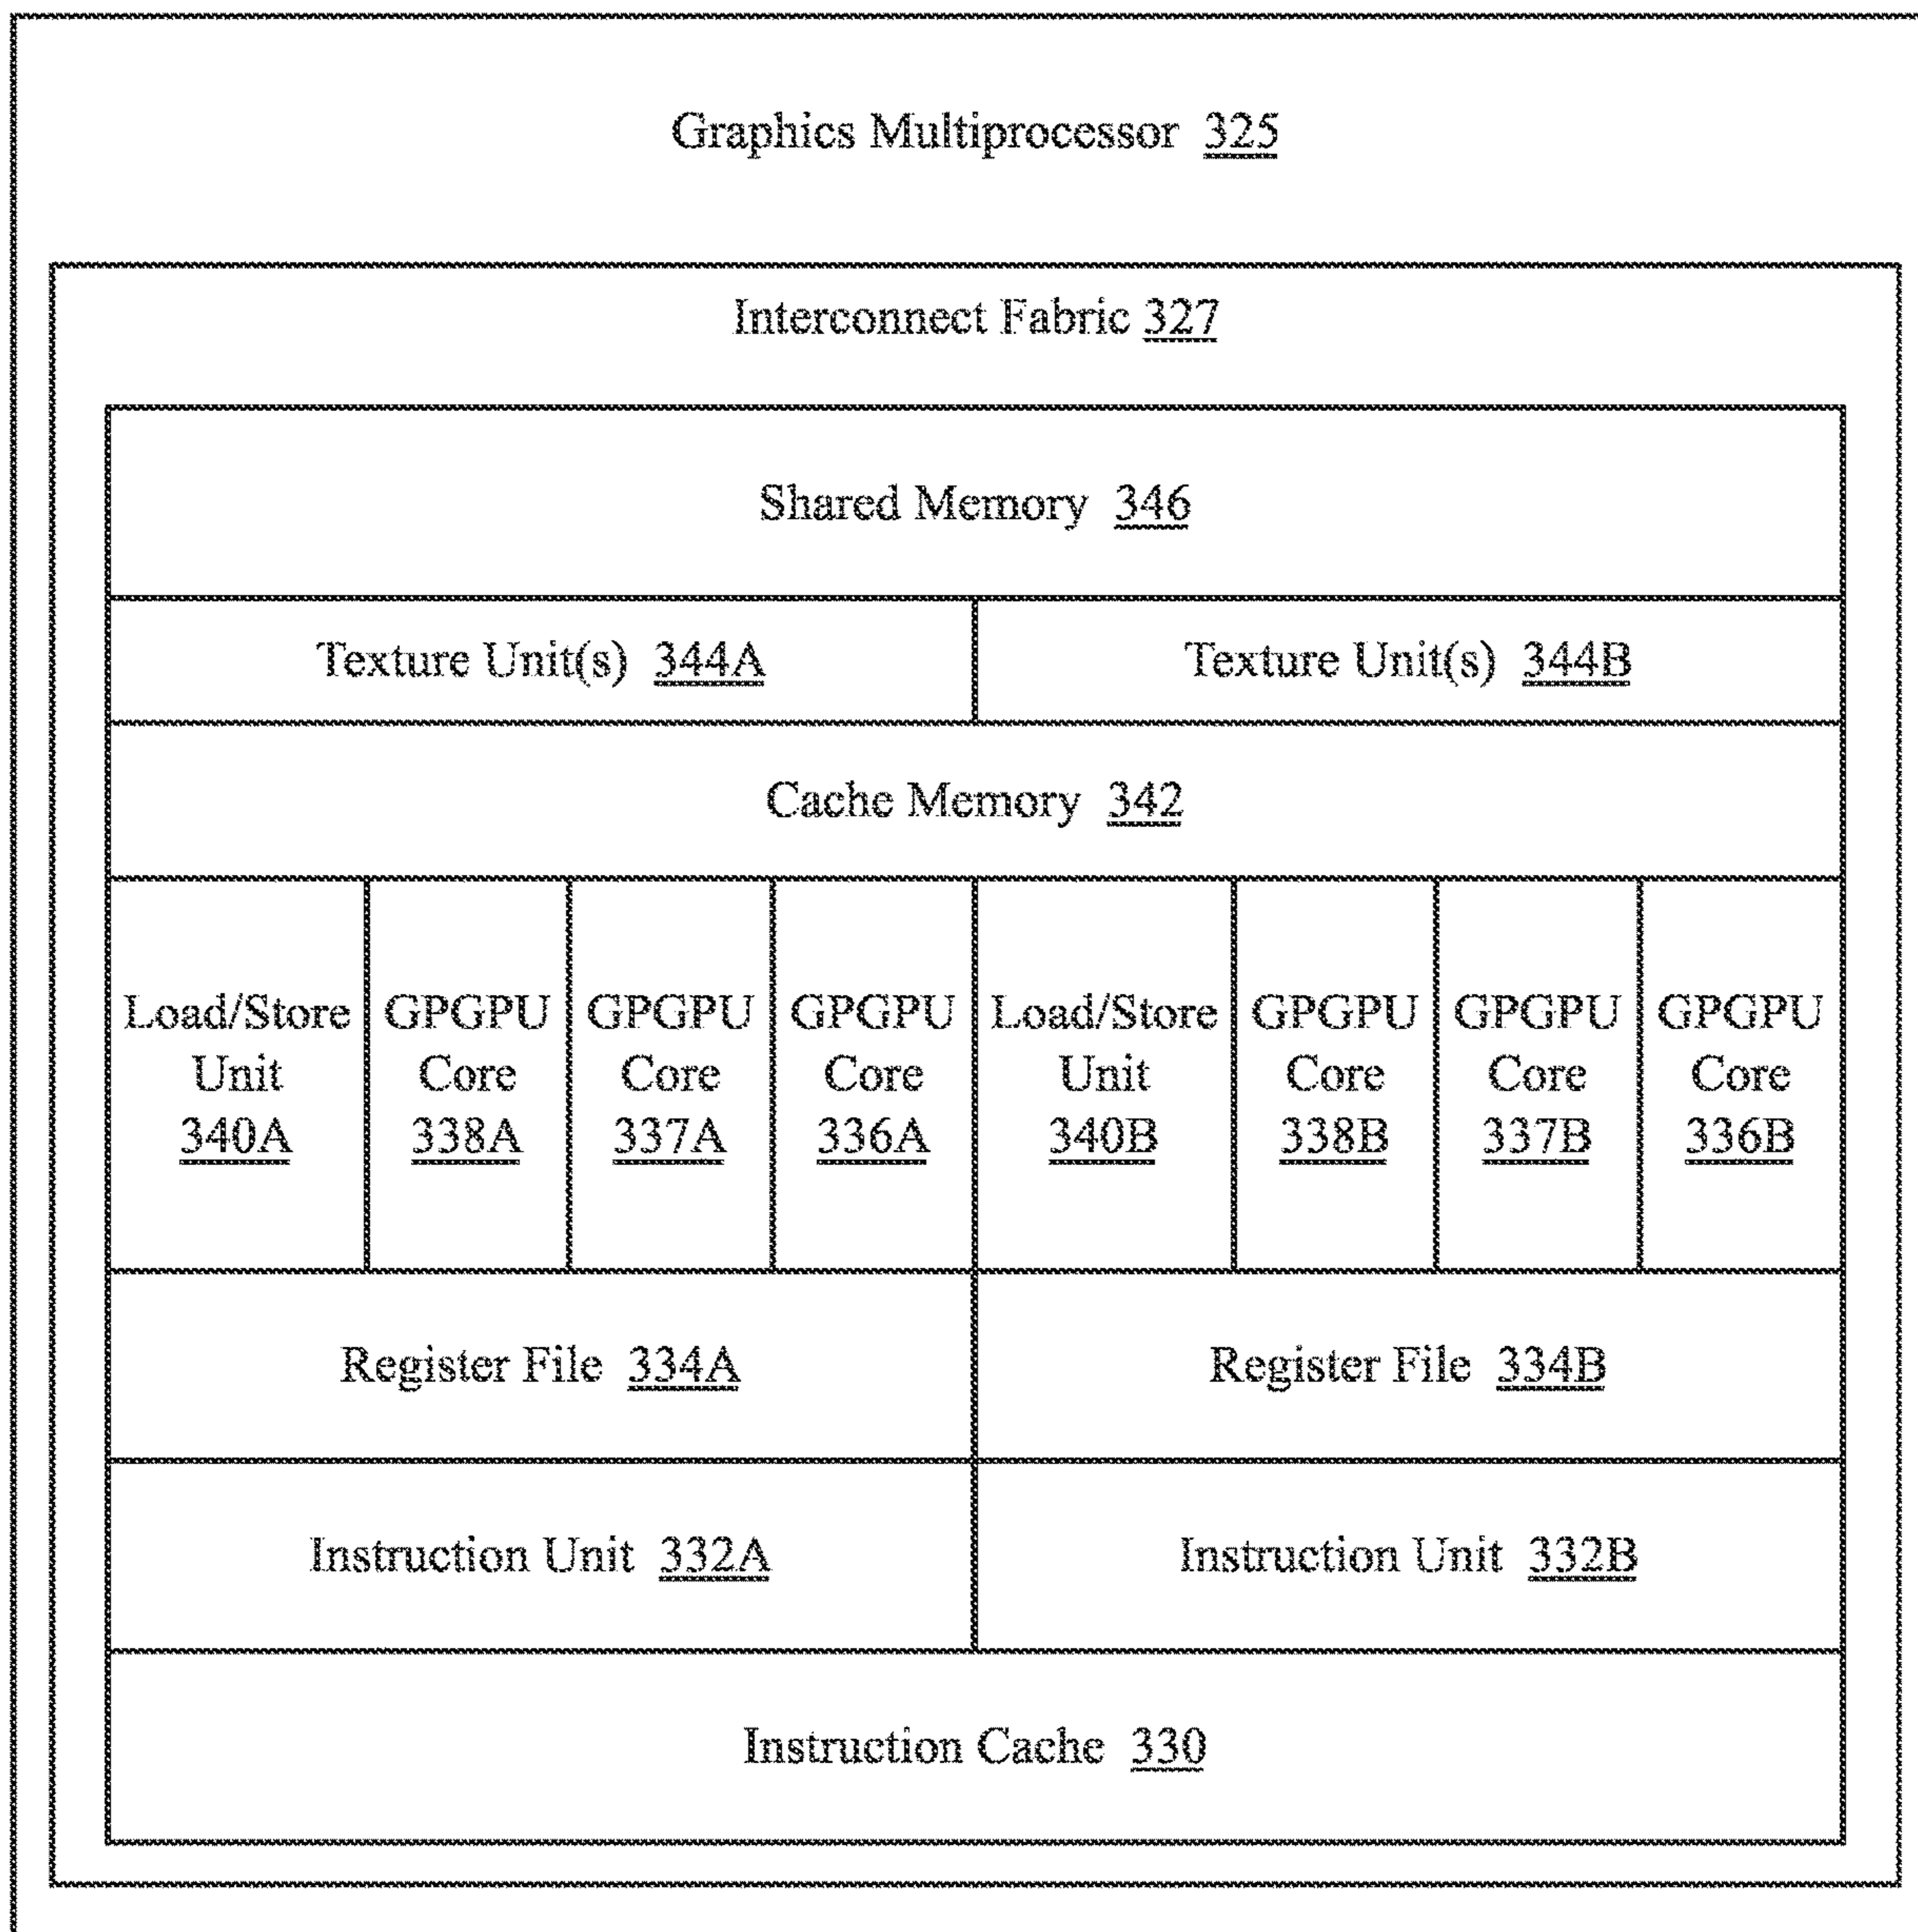 Graphics Multiprocessor 325
Interconnect Fabric 327
Shared Memory 346
Texture Unit(s) 344A
Texture Unit(s) 344B
Cache Memory 342
Load/Store
Unit
340A
GPGPU
Core
338A
GPGPU
Core
337A
GPGPU
Core
336A
Load/Store
Unit
340B
GPGPU
Core
338B
GPGPU
Core
337B
GPGPU
Core
336B
Register File 334A
Register File 334B
Instruction Unit 332A
Instruction Unit 332B
Instruction Cache 330